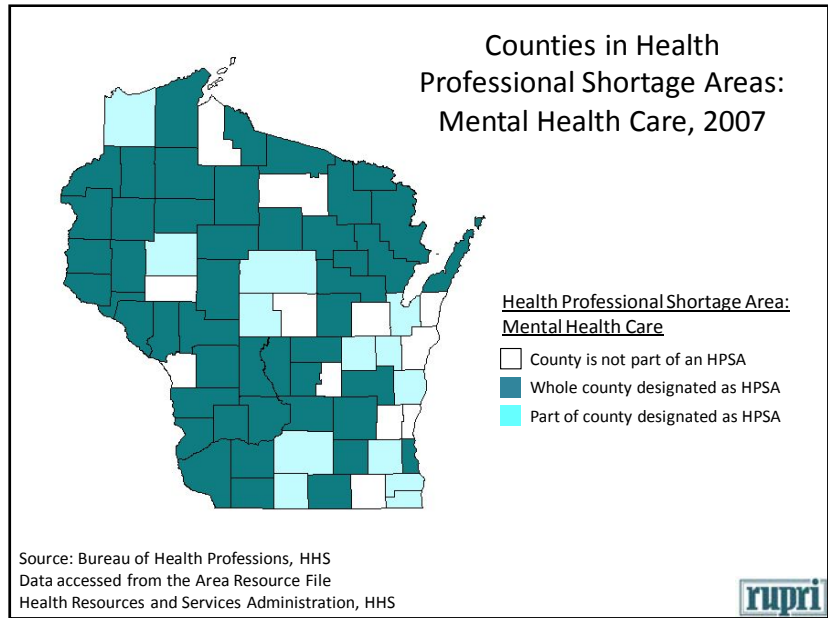 Counties in Health
Professional Shortage Areas:
Mental Health Care, 2007
Health Professional Shortage Area:
Mental Health Care
County is not part of an HPSA
Whole county designated as HPSA
Part of county designated as HPSA
Source: Bureau of Health Professions, HHS
Data accessed from the Area Resource File
Health Resources and Services Administration, HHS
rupri